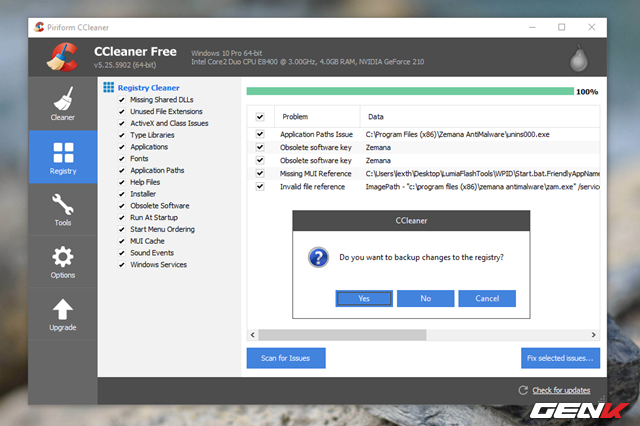 Piriform CCleaner
CCleaner Free
v5.25.5902 (64-bit)
Windows 10 Pro 64-bit
Intel Core2 Duo CPU E8400 @ 3.00GHz, 4.0GB RAM, NVIDIA GeForce 210
Cleaner
Registry
Tools
Options
Upgrade
Registry Cleaner
Missing Shared DLLs
Unused File Extensions
ActiveX and Class Issues
Type Libraries
Applications
Fonts
Application Paths
Help Files
Installer
Obsolete Software
Run At Startup
Start Menu Ordering
MUI Cache
Sound Events
Windows Services
100%
Problem Data
Application Paths Issue C:\Program Files (x86)\Zemana AntiMalware\unins000.exe
Obsolete software key Zemana
Obsolete software key Zemana
Missing MUI Reference C:\Users\lexth\Desktop\LumiaFlashTools\WPID\Start.bat.FriendlyAppName
Invalid file reference ImagePath - "c:\program files (x86)\zemana antimalware\zam.exe" /service
CCleaner
Do you want to backup changes to the registry?
Yes No Cancel
Scan for Issues
Fix selected issues...
Check for updates
GENK